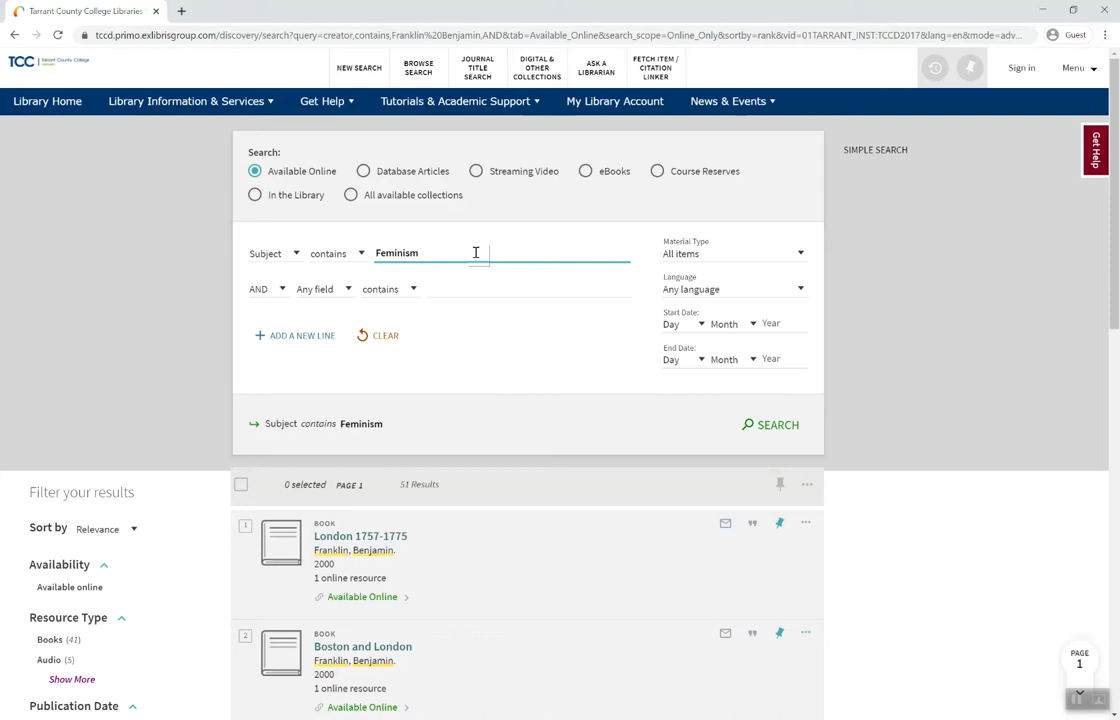 Tarrant County College Libraries
tccd.primo.exlibrisgroup.com/discovery/search?query=creator,contains,Franklin%20Benjamin,AND&tab=Available_Online&search_scope=Online_Only&sortby=rank&vid=01TARRANT_INST:TCCD2017&lang=en&mode=adv...
Guest
TCC Tarrant County College
NEW SEARCH
BROWSE SEARCH
JOURNAL TITLE SEARCH
DIGITAL & OTHER COLLECTIONS
ASK A LIBRARIAN
FETCH ITEM / CITATION LINKER
Sign in
Menu
Library Home
Library Information & Services
Get Help
Tutorials & Academic Support
My Library Account
News & Events
Get Help
Search:
SIMPLE SEARCH
Available Online
Database Articles
Streaming Video
eBooks
Course Reserves
In the Library
All available collections
Subject contains Feminism
AND Any field contains
ADD A NEW LINE
CLEAR
Material Type
All items
Language
Any language
Start Date:
Day Month Year
End Date:
Day Month Year
Subject contains Feminism
SEARCH
Filter your results
Sort by Relevance
Availability
Available online
Resource Type
Books (41)
Audio (5)
Show More
Publication Date
0 selected PAGE 1 51 Results
1
BOOK
London 1757-1775
Franklin, Benjamin.
2000
1 online resource
Available Online
2
BOOK
Boston and London
Franklin, Benjamin.
2000
1 online resource
Available Online
PAGE
1